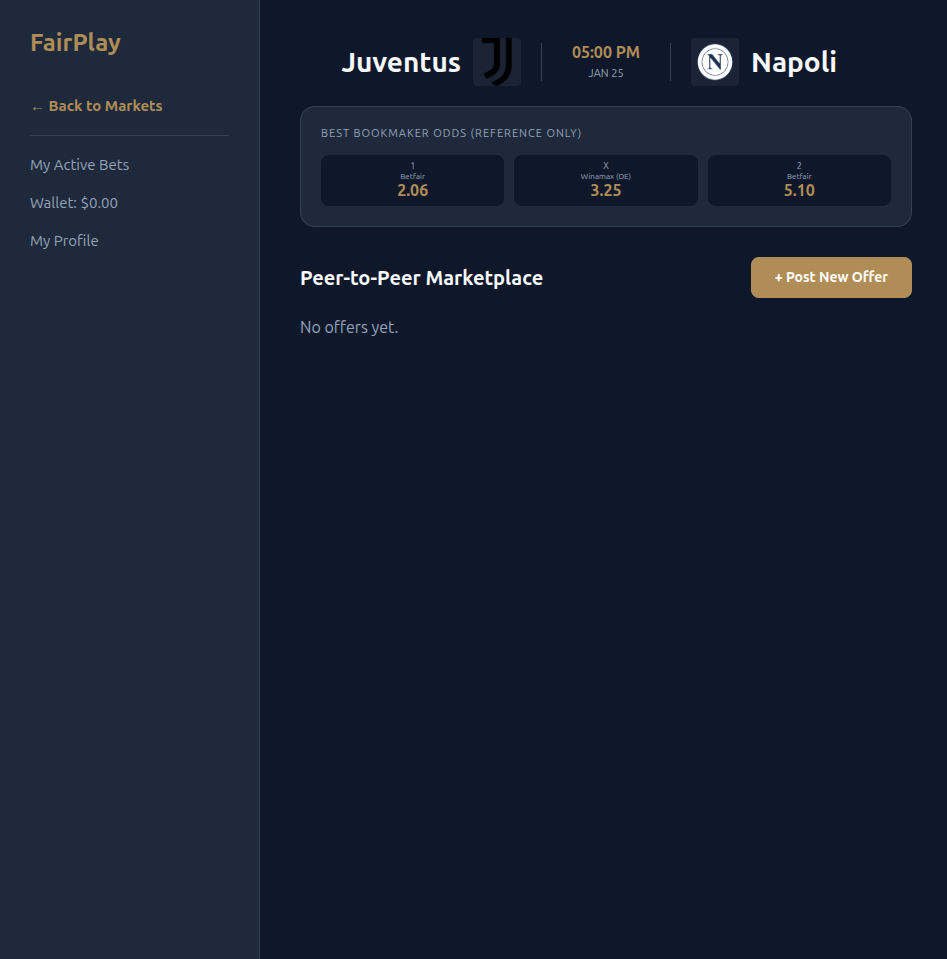 FairPlay
← Back to Markets
My Active Bets
Wallet: $0.00
My Profile
Juventus
05:00 PM
JAN 25
N
Napoli
BEST BOOKMAKER ODDS (REFERENCE ONLY)
1
Betfair
2.06
X
Winamax (DE)
3.25
2
Betfair
5.10
Peer-to-Peer Marketplace
+ Post New Offer
No offers yet.